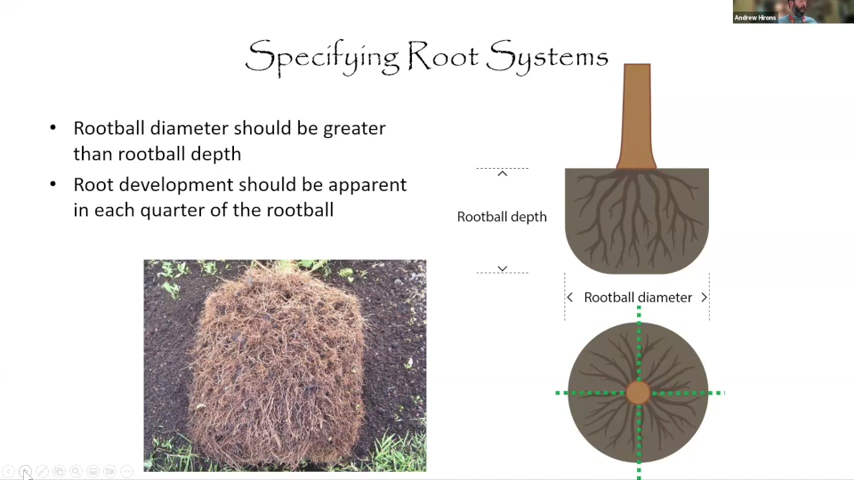 Andrew Hirons
Specifying Root Systems
• Rootball diameter should be greater
than rootball depth
• Root development should be apparent
in each quarter of the rootball
Rootball depth
Rootball diameter